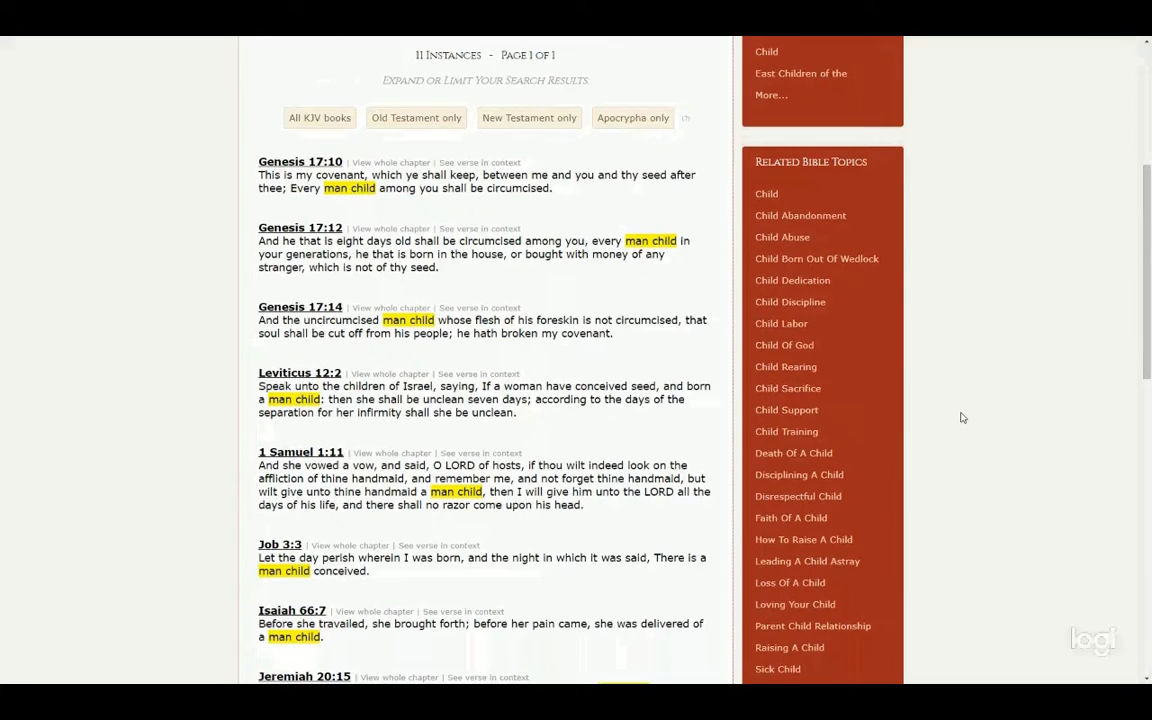 11 Instances - Page 1 of 1
Expand or Limit Your Search Results:
All KJV books Old Testament only New Testament only Apocrypha only (?)
Genesis 17:10 | View whole chapter | See verse in context
This is my covenant, which ye shall keep, between me and you and thy seed after
thee; Every man child among you shall be circumcised.
Genesis 17:12 | View whole chapter | See verse in context
And he that is eight days old shall be circumcised among you, every man child in
your generations, he that is born in the house, or bought with money of any
stranger, which is not of thy seed.
Genesis 17:14 | View whole chapter | See verse in context
And the uncircumcised man child whose flesh of his foreskin is not circumcised, that
soul shall be cut off from his people; he hath broken my covenant.
Leviticus 12:2 | View whole chapter | See verse in context
Speak unto the children of Israel, saying, If a woman have conceived seed, and born
a man child: then she shall be unclean seven days; according to the days of the
separation for her infirmity shall she be unclean.
1 Samuel 1:11 | View whole chapter | See verse in context
And she vowed a vow, and said, O LORD of hosts, if thou wilt indeed look on the
affliction of thine handmaid, and remember me, and not forget thine handmaid, but
wilt give unto thine handmaid a man child, then I will give him unto the LORD all the
days of his life, and there shall no razor come upon his head.
Job 3:3 | View whole chapter | See verse in context
Let the day perish wherein I was born, and the night in which it was said, There is a
man child conceived.
Isaiah 66:7 | View whole chapter | See verse in context
Before she travailed, she brought forth; before her pain came, she was delivered of
a man child.
Jeremiah 20:15 | View whole chapter | See verse in context
Child
East Children of the
More...
Related Bible Topics
Child
Child Abandonment
Child Abuse
Child Born Out Of Wedlock
Child Dedication
Child Discipline
Child Labor
Child Of God
Child Rearing
Child Sacrifice
Child Support
Child Training
Death Of A Child
Disciplining A Child
Disrespectful Child
Faith Of A Child
How To Raise A Child
Leading A Child Astray
Loss Of A Child
Loving Your Child
Parent Child Relationship
Raising A Child
Sick Child
logi